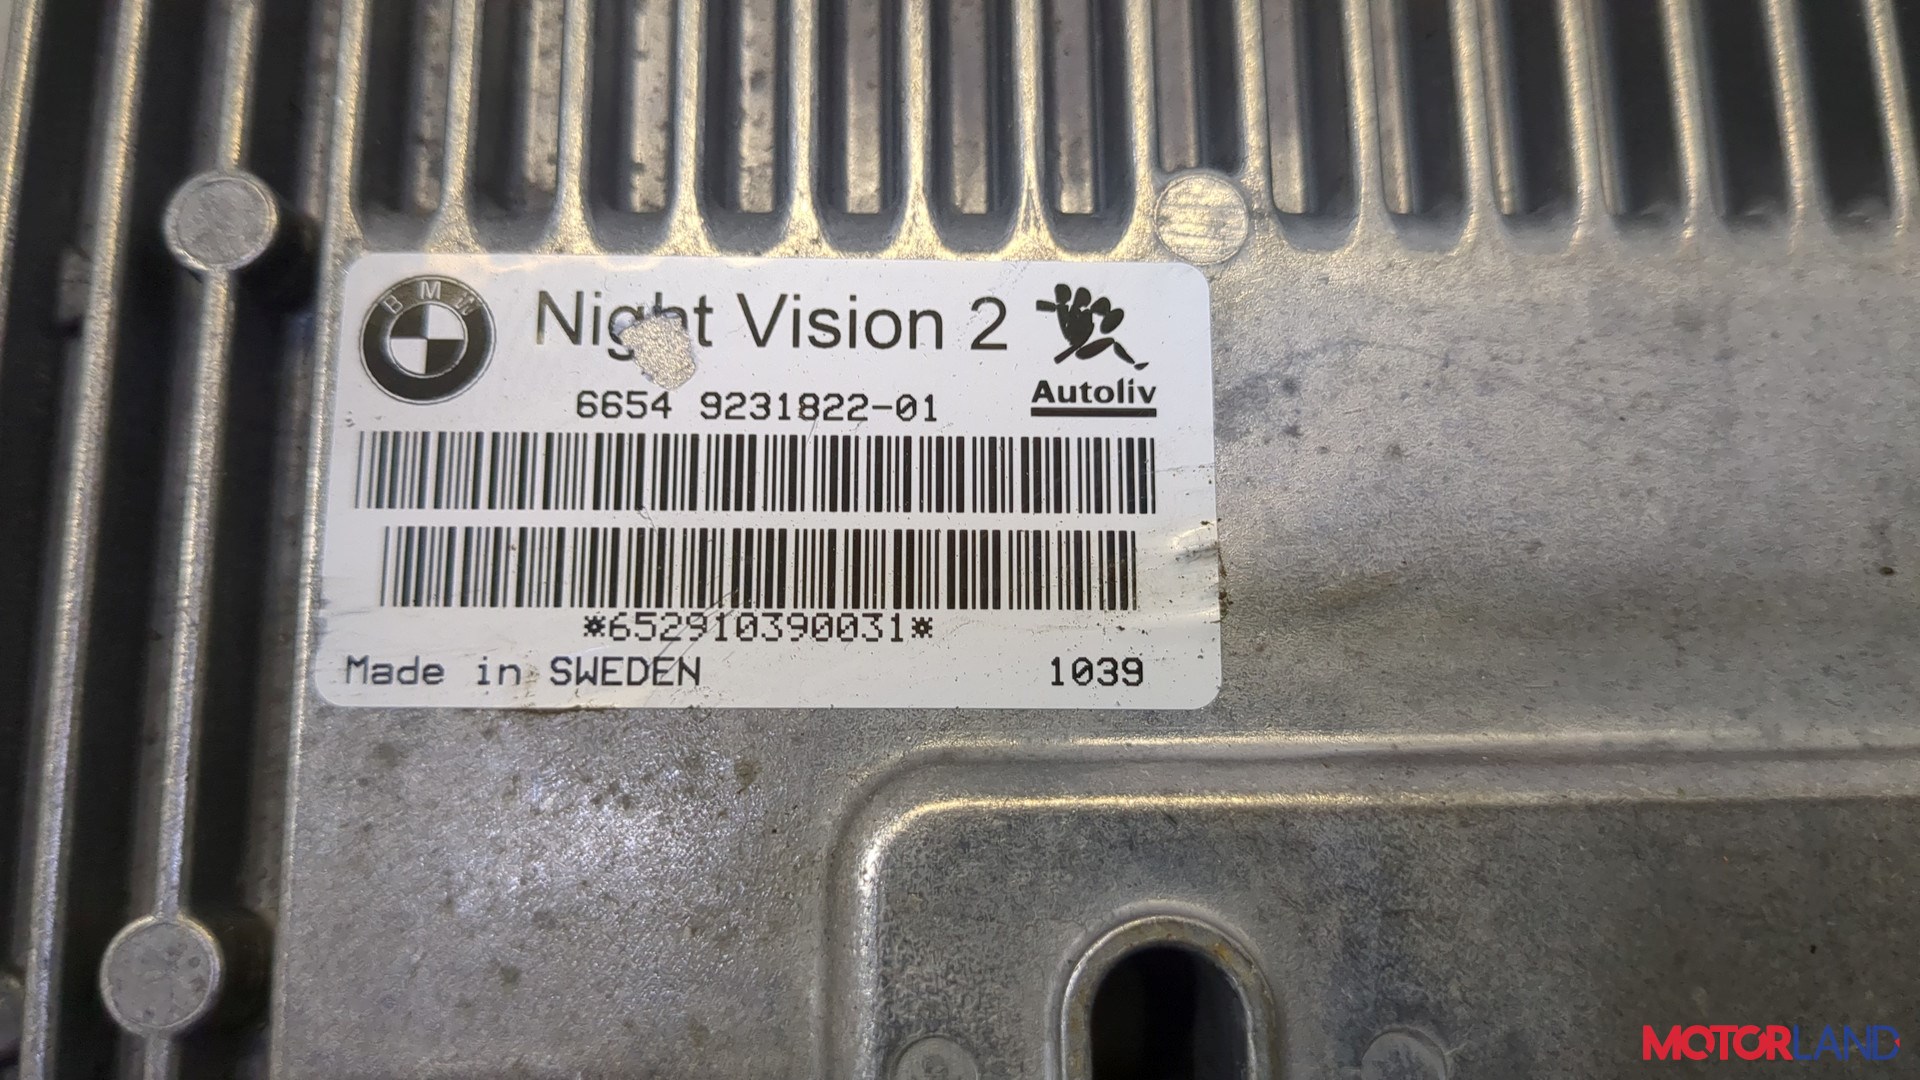 BMW
Night Vision 2
Autoliv
6654 9231822-01
*652910390031*
Made in SWEDEN 1039
MOTORLAND